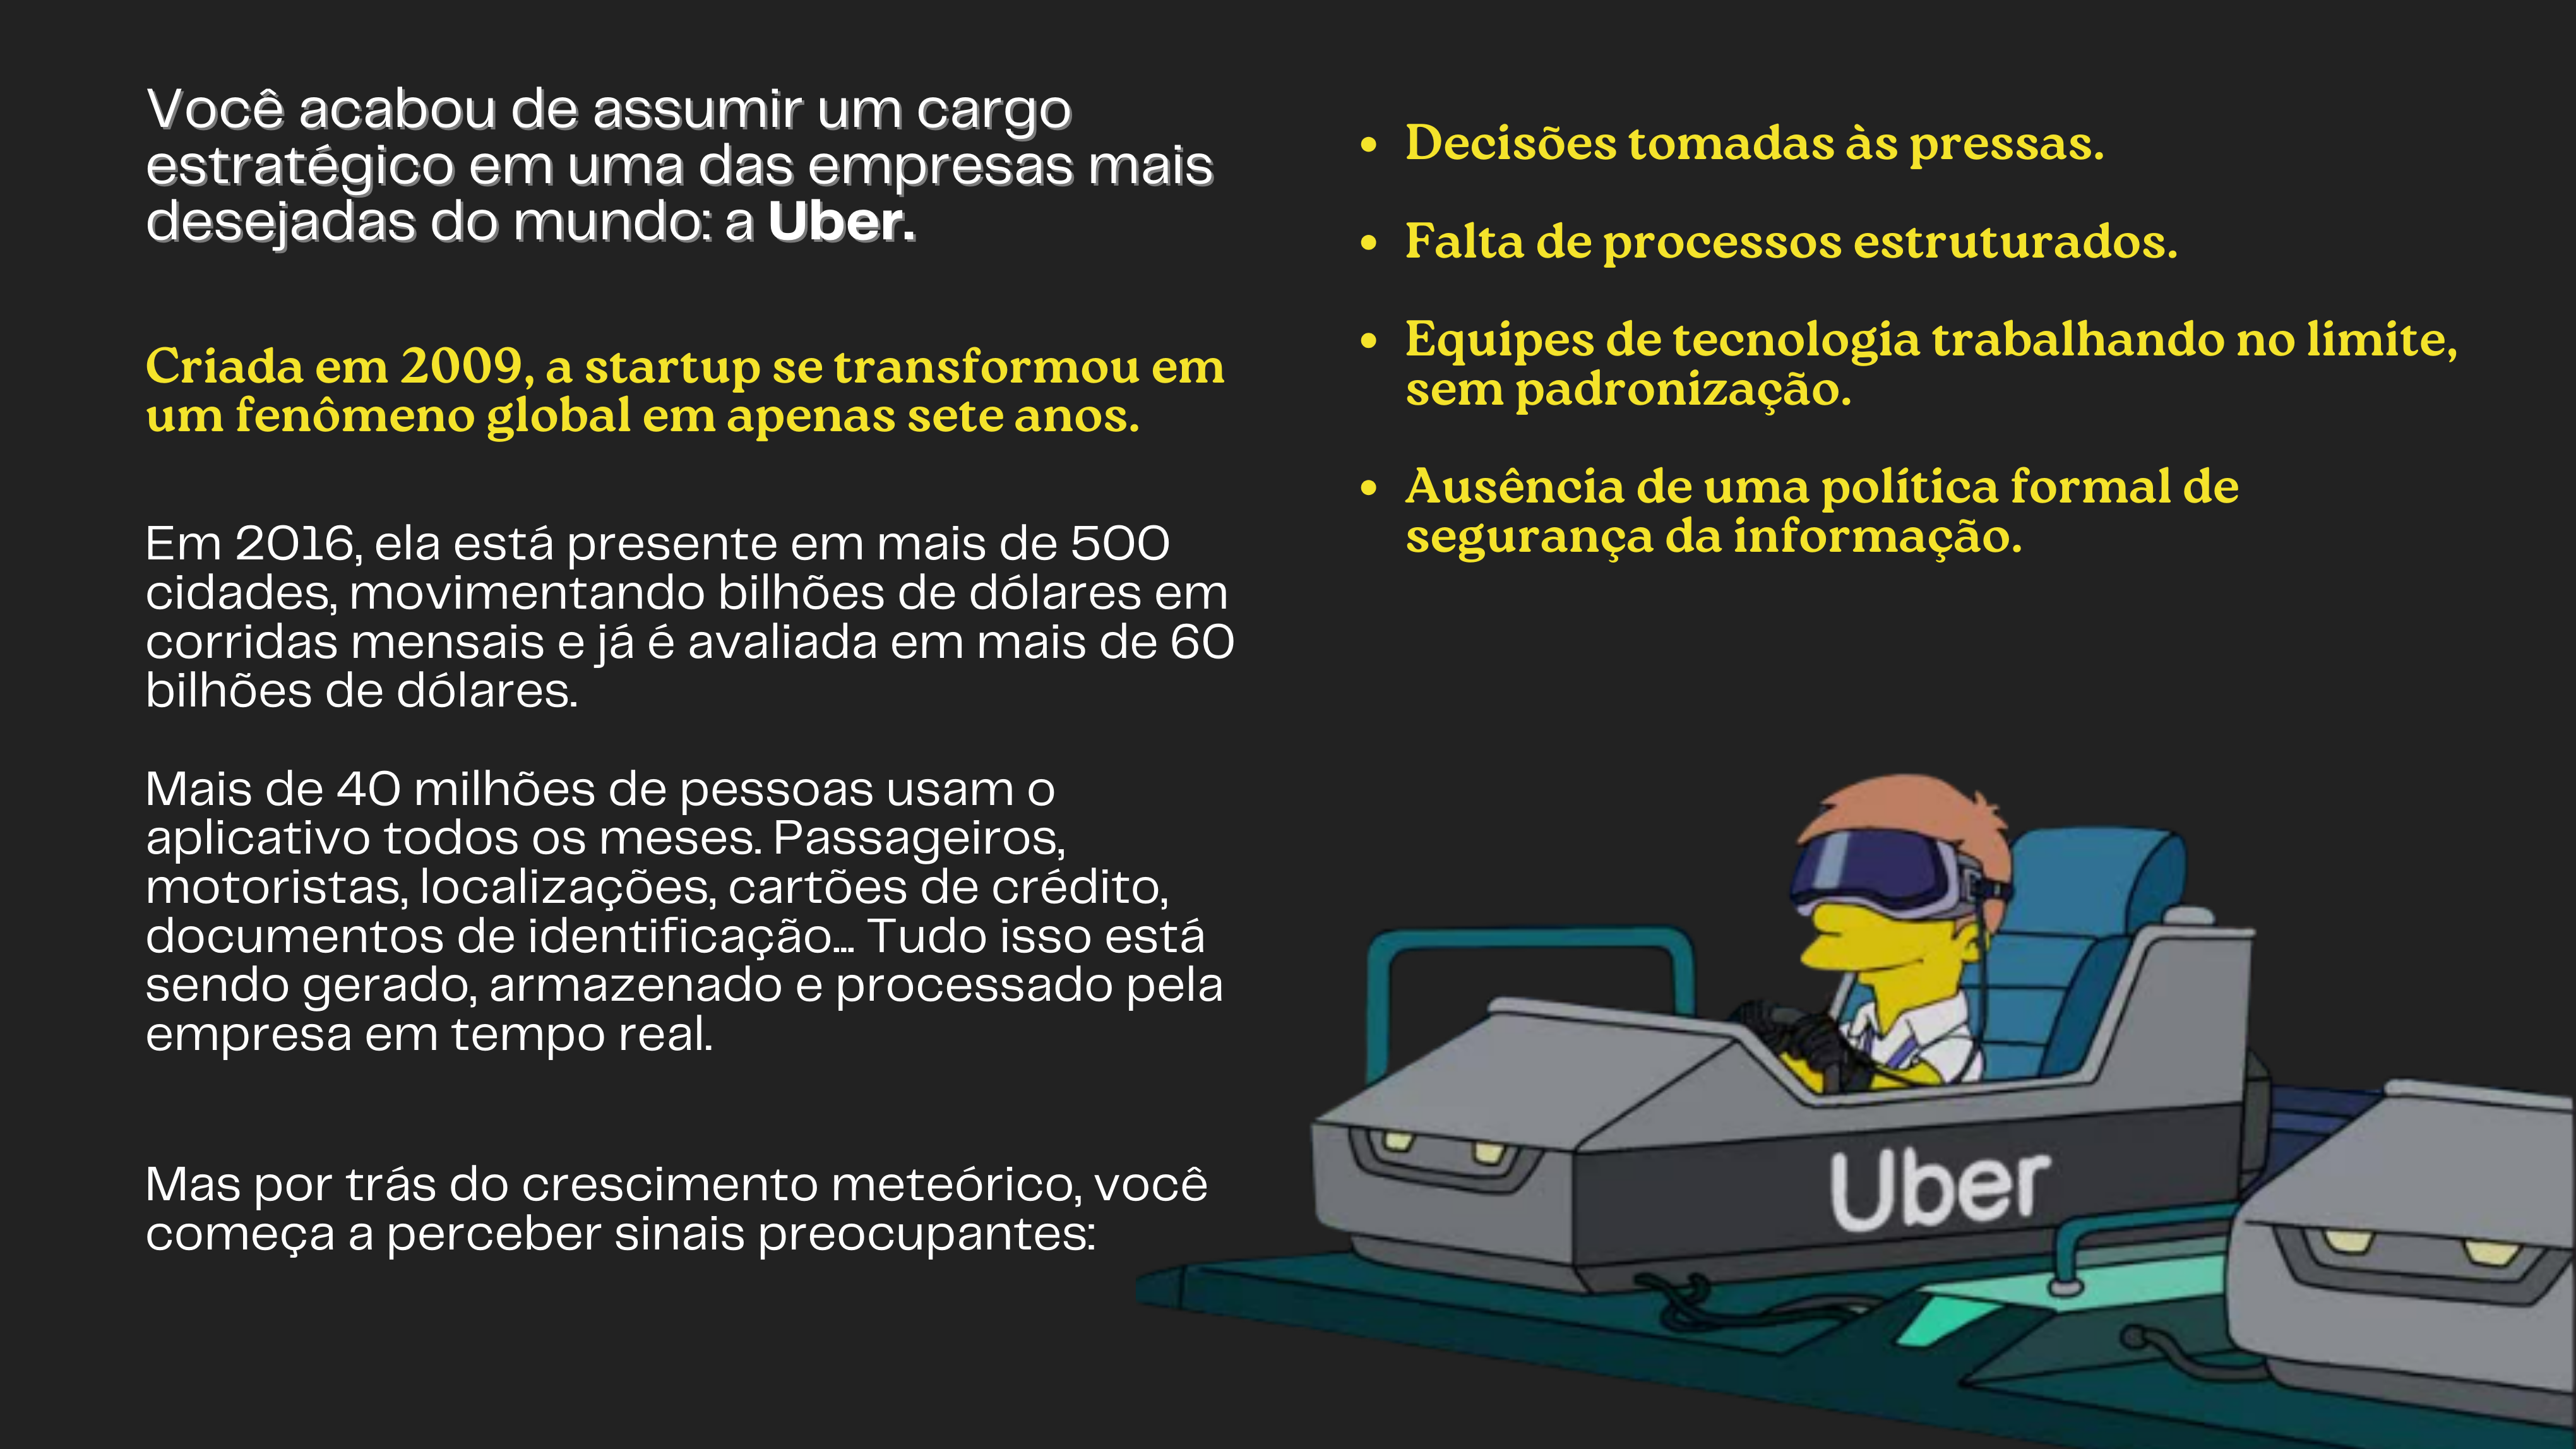 Você acabou de assumir um cargo
estratégico em uma das empresas mais
desejadas do mundo: a Uber.
Criada em 2009, a startup se transformou em
um fenômeno global em apenas sete anos.
Em 2016, ela está presente em mais de 500
cidades, movimentando bilhões de dólares em
corridas mensais e já é avaliada em mais de 60
bilhões de dólares.
Mais de 40 milhões de pessoas usam o
aplicativo todos os meses. Passageiros,
motoristas, localizações, cartões de crédito,
documentos de identificação... Tudo isso está
sendo gerado, armazenado e processado pela
empresa em tempo real.
Mas por trás do crescimento meteórico, você
começa a perceber sinais preocupantes:
• Decisões tomadas às pressas.
• Falta de processos estruturados.
• Equipes de tecnologia trabalhando no limite,
sem padronização.
• Ausência de uma política formal de
segurança da informação.
Uber